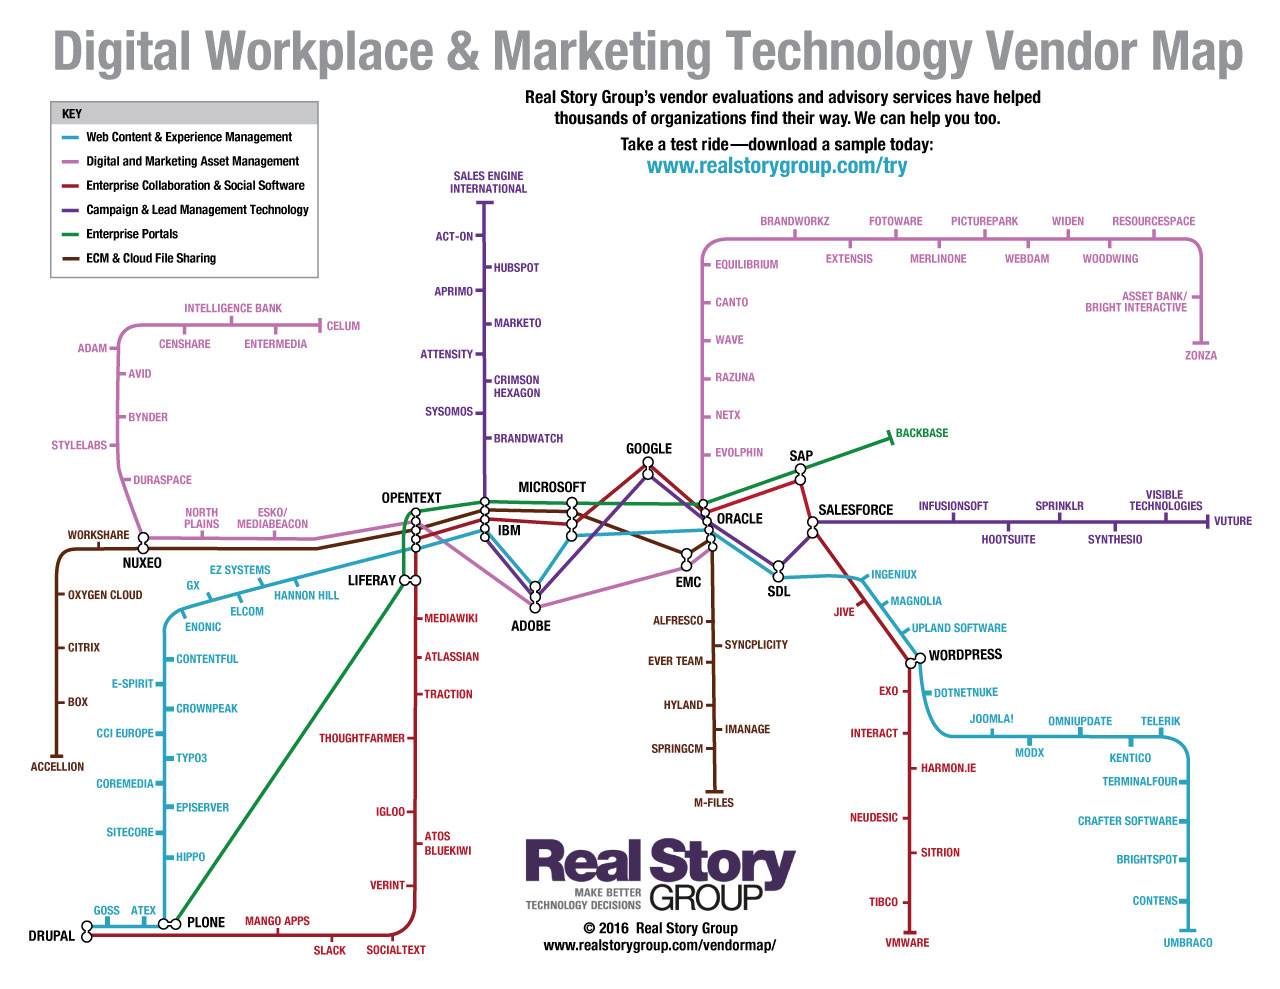 Digital Workplace & Marketing Technology Vendor Map
Real Story Group's vendor evaluations and advisory services have helped
thousands of organizations find their way. We can help you too.
Take a test ride—download a sample today:
www.realstorygroup.com/try
KEY
Web Content & Experience Management
Digital and Marketing Asset Management
Enterprise Collaboration & Social Software
Campaign & Lead Management Technology
Enterprise Portals
ECM & Cloud File Sharing
SALES ENGINE
INTERNATIONAL
ACT-ON
HUBSPOT
APRIMO
MARKETO
ATTENSITY
CRIMSON
HEXAGON
SYSOMOS
BRANDWATCH
BRANDWORKZ
FOTOWARE
PICTUREPARK
WIDEN
RESOURCESPACE
EXTENSIS
MERLINONE
WEBDAM
WOODWING
EQUILIBRIUM
CANTO
WAVE
RAZUNA
NETX
EVOLPHIN
ASSET BANK/
BRIGHT INTERACTIVE
ZONZA
INTELLIGENCE BANK
CELUM
CENSHARE
ENTERMEDIA
ADAM
AVID
BYNDER
STYLELABS
DURASPACE
NORTH
PLAINS
ESKO/
MEDIABEACON
WORKSHARE
NUXEO
OPENTEXT
IBM
MICROSOFT
GOOGLE
ORACLE
SAP
BACKBASE
SALESFORCE
INFUSIONSOFT
SPRINKLR
VISIBLE
TECHNOLOGIES
VUTURE
HOOTSUITE
SYNTHESIO
LIFERAY
ADOBE
EMC
SDL
OXYGEN CLOUD
CITRIX
BOX
ACCELLION
EZ SYSTEMS
GX
HANNON HILL
ELCOM
ENONIC
CONTENTFUL
E-SPIRIT
CROWNPEAK
CCI EUROPE
TYPO3
COREMEDIA
EPISERVER
SITECORE
HIPPO
GOSS
ATEX
PLONE
DRUPAL
MEDIAWIKI
ATLASSIAN
TRACTION
THOUGHTFARMER
IGLOO
ATOS
BLUEKIWI
VERINT
MANGO APPS
SLACK
SOCIALTEXT
ALFRESCO
SYNCPLICITY
EVER TEAM
HYLAND
IMANAGE
SPRINGCM
M-FILES
INGENIUX
MAGNOLIA
JIVE
UPLAND SOFTWARE
WORDPRESS
EXO
DOTNETNUKE
INTERACT
HARMON.IE
NEUDESIC
SITRION
TIBCO
VMWARE
JOOMLA!
OMNIUPDATE
TELERIK
MODX
KENTICO
TERMINALFOUR
CRAFTER SOFTWARE
BRIGHTSPOT
CONTENS
UMBRACO
Real Story
GROUP
MAKE BETTER
TECHNOLOGY DECISIONS
© 2016 Real Story Group
www.realstorygroup.com/vendormap/